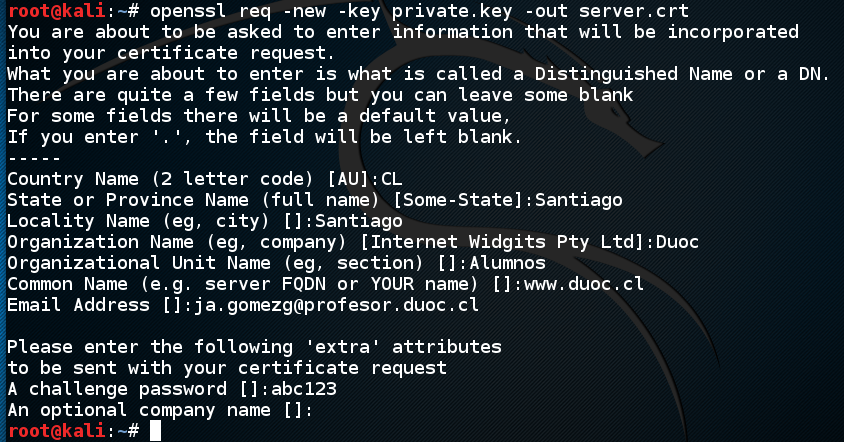 root@kali:~# openssl req -new -key private.key -out server.crt
You are about to be asked to enter information that will be incorporated
into your certificate request.
What you are about to enter is what is called a Distinguished Name or a DN.
There are quite a few fields but you can leave some blank
For some fields there will be a default value,
If you enter '.', the field will be left blank.
-----
Country Name (2 letter code) [AU]:CL
State or Province Name (full name) [Some-State]:Santiago
Locality Name (eg, city) []:Santiago
Organization Name (eg, company) [Internet Widgits Pty Ltd]:Duoc
Organizational Unit Name (eg, section) []:Alumnos
Common Name (e.g. server FQDN or YOUR name) []:www.duoc.cl
Email Address []:ja.gomezg@profesor.duoc.cl

Please enter the following 'extra' attributes
to be sent with your certificate request
A challenge password []:abc123
An optional company name []:
root@kali:~#